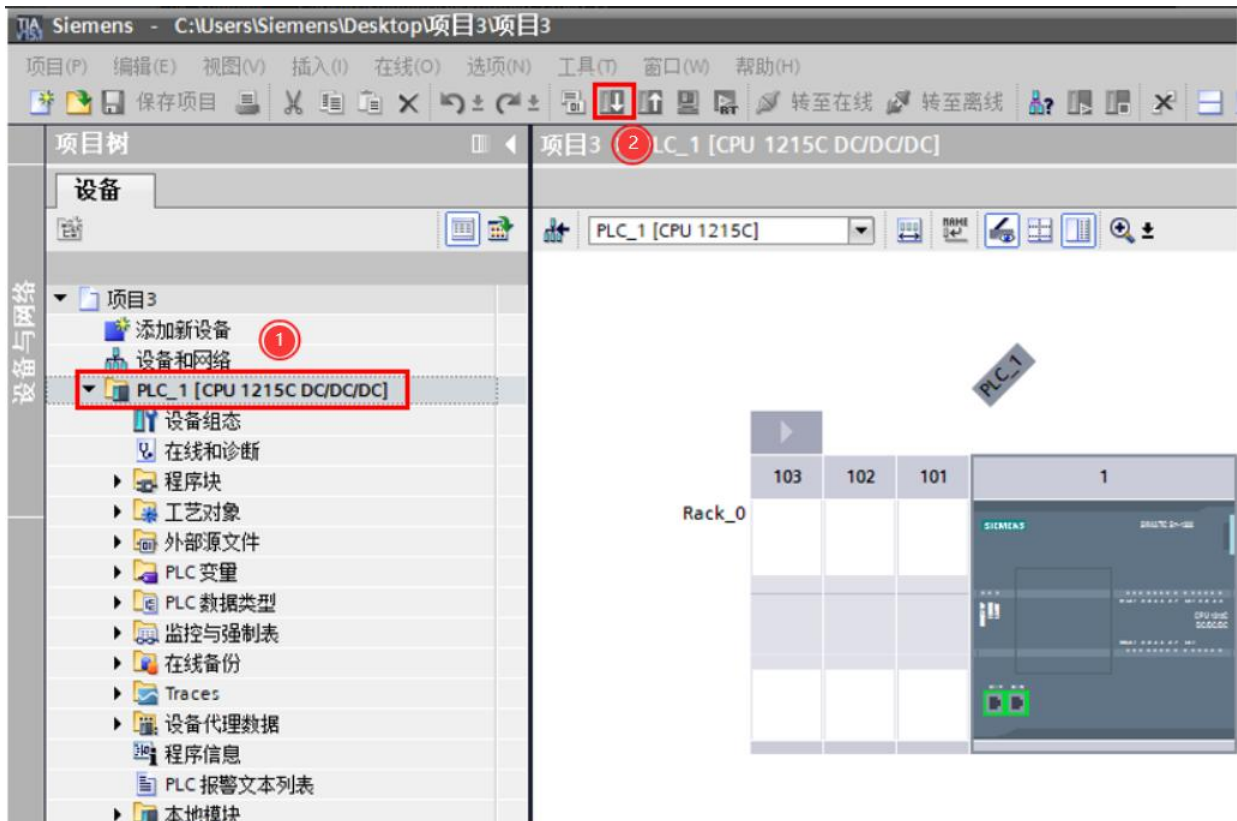 Siemens - C:\Users\Siemens\Desktop\项目3\项目3
项目(P) 编辑(E) 视图(V) 插入(I) 在线(O) 选项(N) 工具(T) 窗口(W) 帮助(H)
保存项目 转至在线 转至离线
项目树
项目3 2 LC_1 [CPU 1215C DC/DC/DC]
设备
PLC_1 [CPU 1215C]
设备与网络
项目3
添加新设备
1
设备和网络
PLC_1 [CPU 1215C DC/DC/DC]
设备组态
在线和诊断
程序块
工艺对象
外部源文件
PLC 变量
PLC 数据类型
监控与强制表
在线备份
Traces
设备代理数据
程序信息
PLC 报警文本列表
本地模块
PLC_1
103 102 101 1
Rack_0
SIEMENS